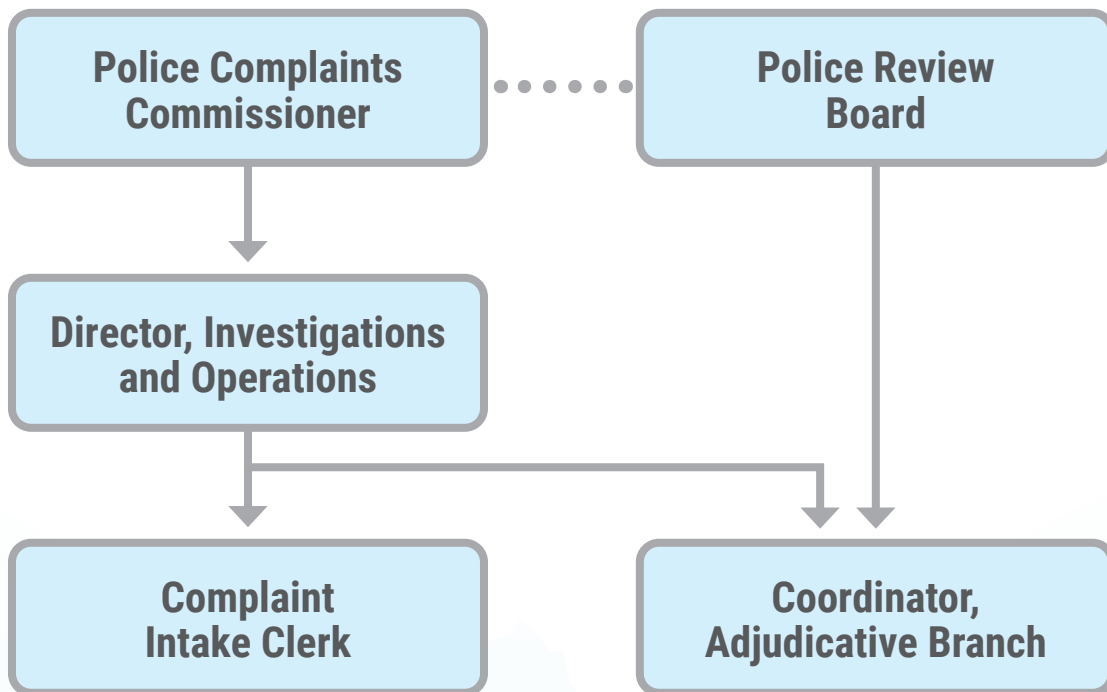 Police Complaints
Commissioner
Police Review
Board
Director, Investigations
and Operations
Complaint
Intake Clerk
Coordinator,
Adjudicative Branch